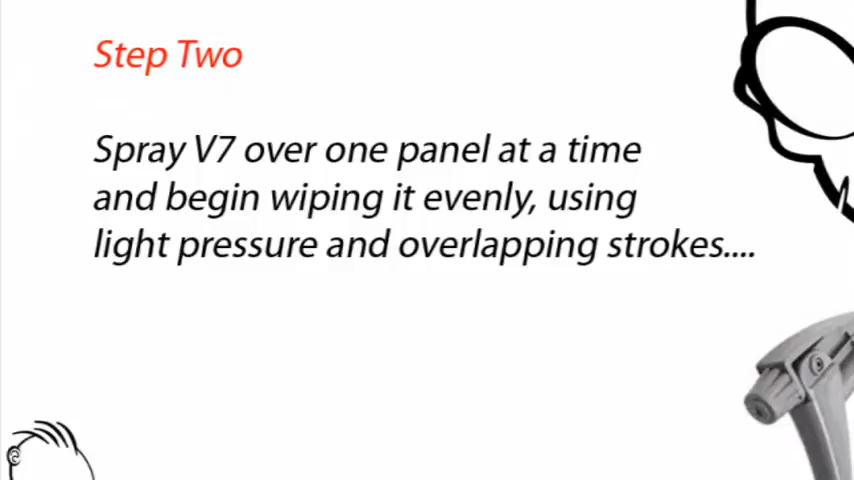 Step Two
Spray V7 over one panel at a time
and begin wiping it evenly, using
light pressure and overlapping strokes....